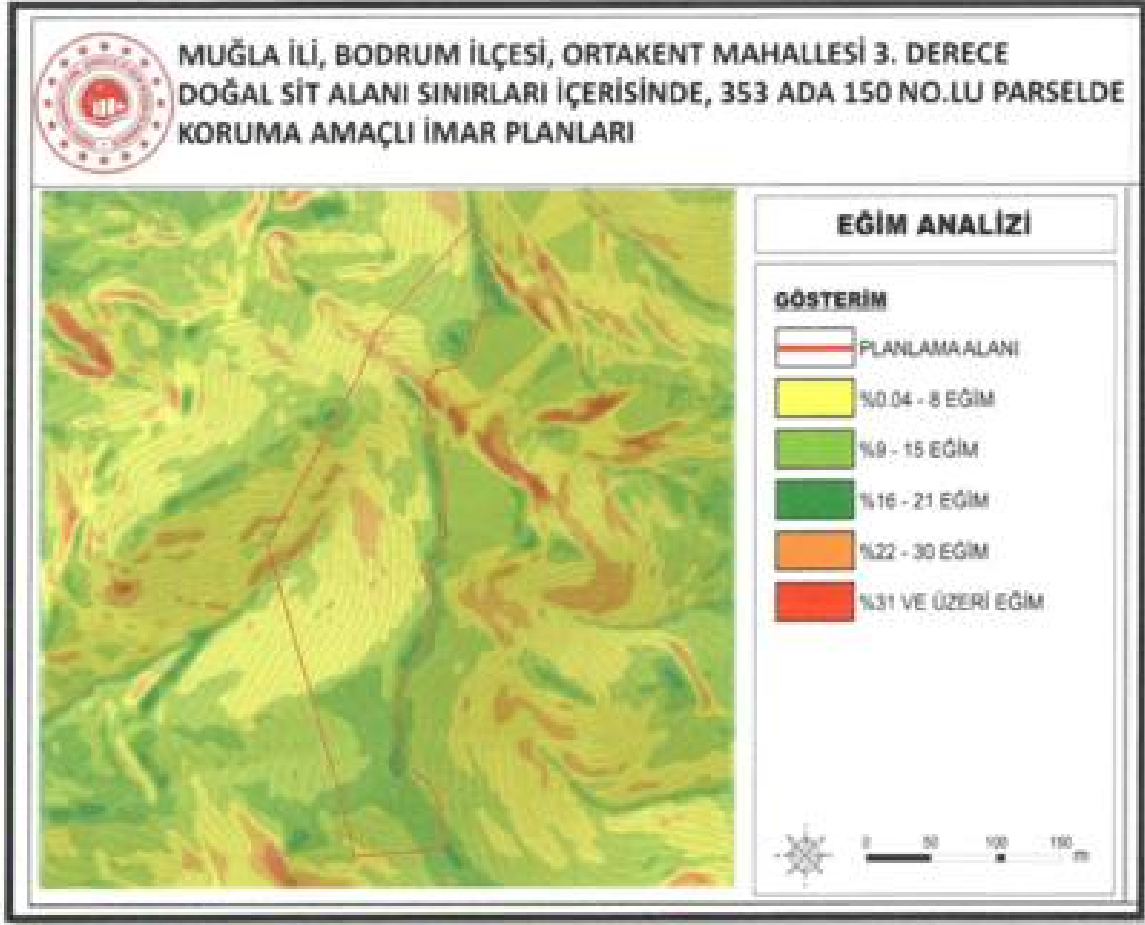 MUĞLA İLİ, BODRUM İLÇESİ, ORTAKENT MAHALLESİ 3. DERECE
DOĞAL SİT ALANI SINIRLARI İÇERİSİNDE, 353 ADA 150 NO.LU PARSELDE
KORUMA AMAÇLI İMAR PLANLARI
EĞİM ANALİZİ
GÖSTERİM
PLANLAMA ALANI
%0.04 - 8 EĞİM
%9 - 15 EĞİM
%16 - 21 EĞİM
%22 - 30 EĞİM
%31 VE ÜZERİ EĞİM
0 50 100 150
m